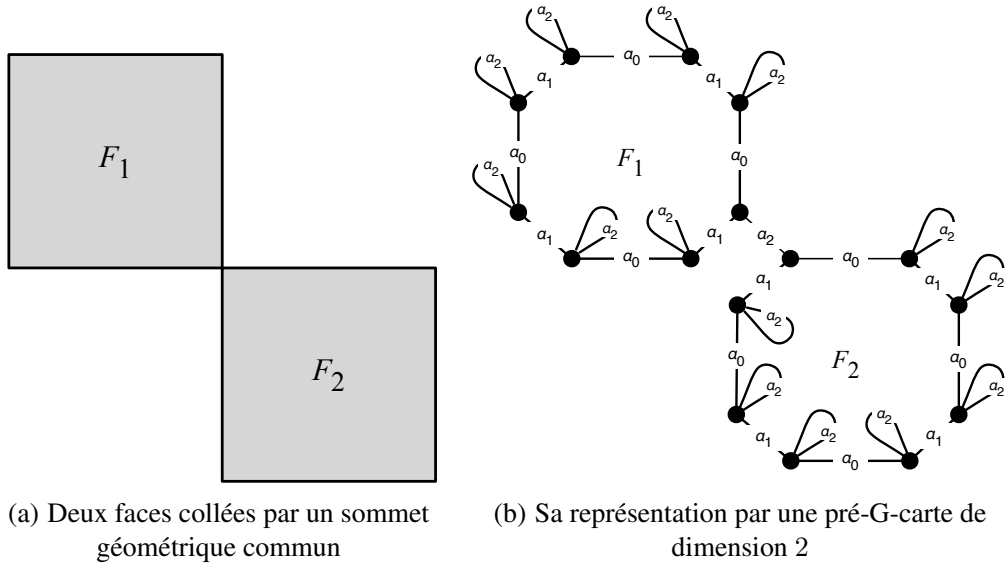 F1
F2
a2 a2
a2 a0 a2
a1 a1
a0 F1 a0
a2
a1 a2 a2 a1 a2
a0 a0 a2
a1 a1 a2
a2
a0 F2 a0
a2 a2
a1 a2 a2 a1
a0
(a) Deux faces collées par un sommet
géométrique commun
(b) Sa représentation par une pré-G-carte de
dimension 2